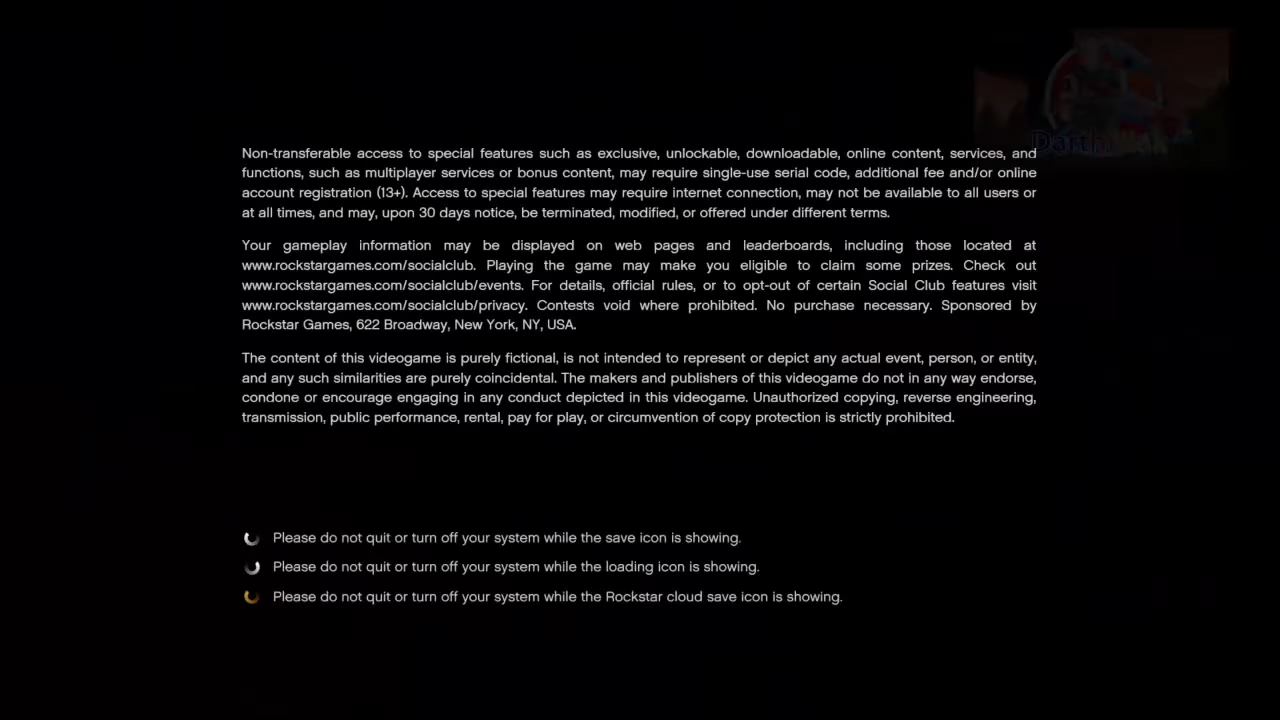 Non-transferable access to special features such as exclusive, unlockable, downloadable, online content, services, and
functions, such as multiplayer services or bonus content, may require single-use serial code, additional fee and/or online
account registration (13+). Access to special features may require internet connection, may not be available to all users or
at all times, and may, upon 30 days notice, be terminated, modified, or offered under different terms.
Your gameplay information may be displayed on web pages and leaderboards, including those located at
www.rockstargames.com/socialclub. Playing the game may make you eligible to claim some prizes. Check out
www.rockstargames.com/socialclub/events. For details, official rules, or to opt-out of certain Social Club features visit
www.rockstargames.com/socialclub/privacy. Contests void where prohibited. No purchase necessary. Sponsored by
Rockstar Games, 622 Broadway, New York, NY, USA.
The content of this videogame is purely fictional, is not intended to represent or depict any actual event, person, or entity,
and any such similarities are purely coincidental. The makers and publishers of this videogame do not in any way endorse,
condone or encourage engaging in any conduct depicted in this videogame. Unauthorized copying, reverse engineering,
transmission, public performance, rental, pay for play, or circumvention of copy protection is strictly prohibited.
Please do not quit or turn off your system while the save icon is showing.
Please do not quit or turn off your system while the loading icon is showing.
Please do not quit or turn off your system while the Rockstar cloud save icon is showing.